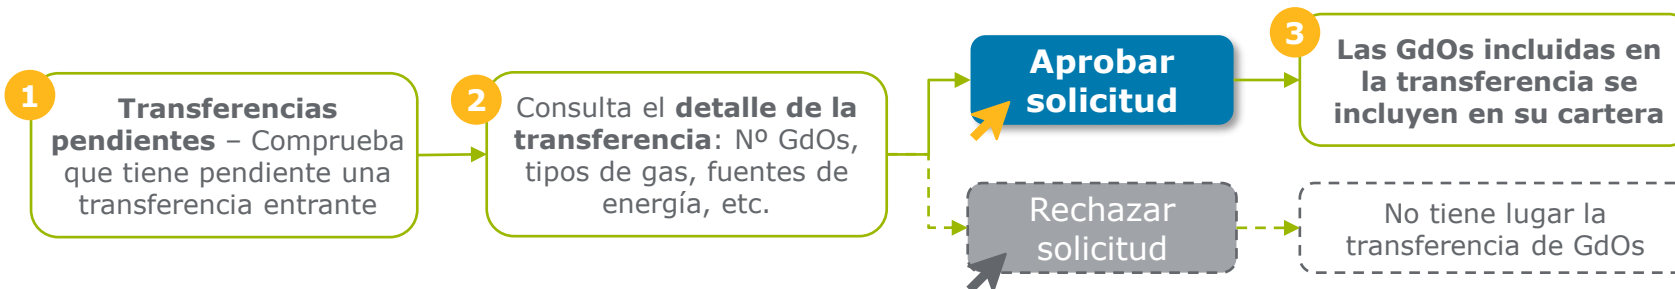 1
Transferencias
pendientes – Comprueba
que tiene pendiente una
transferencia entrante
2
Consulta el detalle de la
transferencia: Nº GdOs,
tipos de gas, fuentes de
energía, etc.
Aprobar
solicitud
3
Las GdOs incluidas en
la transferencia se
incluyen en su cartera
Rechazar
solicitud
No tiene lugar la
transferencia de GdOs